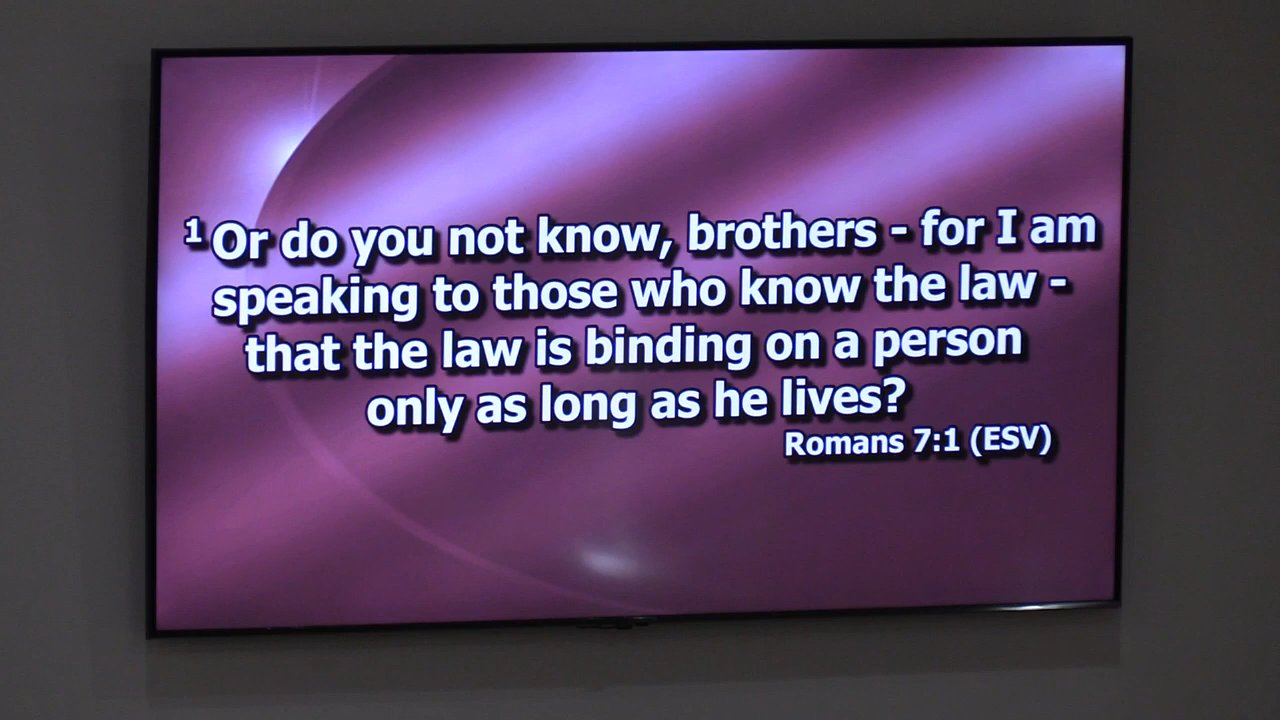 1 Or do you not know, brothers - for I am
speaking to those who know the law -
that the law is binding on a person
only as long as he lives?
Romans 7:1 (ESV)